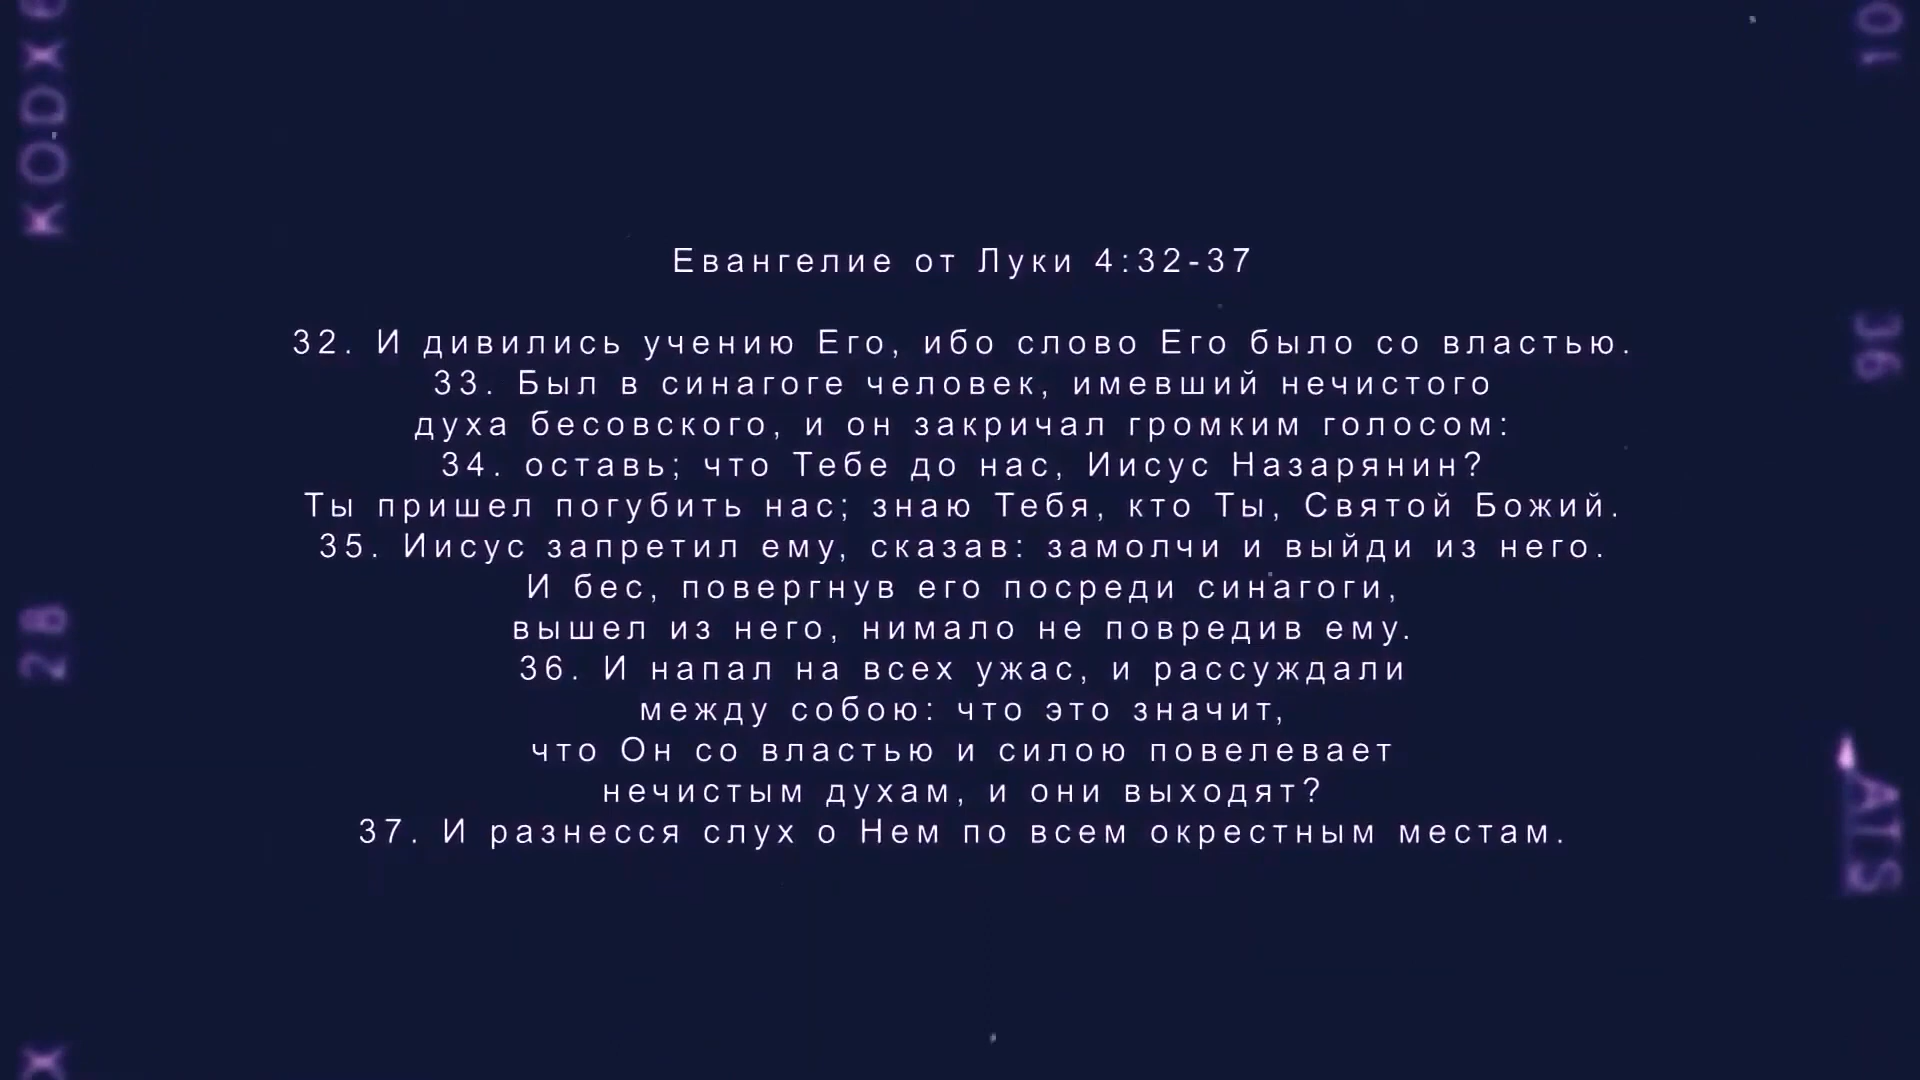 Евангелие от Луки 4:32-37
32. И дивились учению Его, ибо слово Его было со властью.
33. Был в синагоге человек, имевший нечистого
духа бесовского, и он закричал громким голосом:
34. оставь; что Тебе до нас, Иисус Назарянин?
Ты пришел погубить нас; знаю Тебя, кто Ты, Святой Божий.
35. Иисус запретил ему, сказав: замолчи и выйди из него.
И бес, повергнув его посреди синагоги,
вышел из него, нимало не повредив ему.
36. И напал на всех ужас, и рассуждали
между собою: что это значит,
что Он со властью и силою повелевает
нечистым духам, и они выходят?
37. И разнесся слух о Нем по всем окрестным местам.
28
36